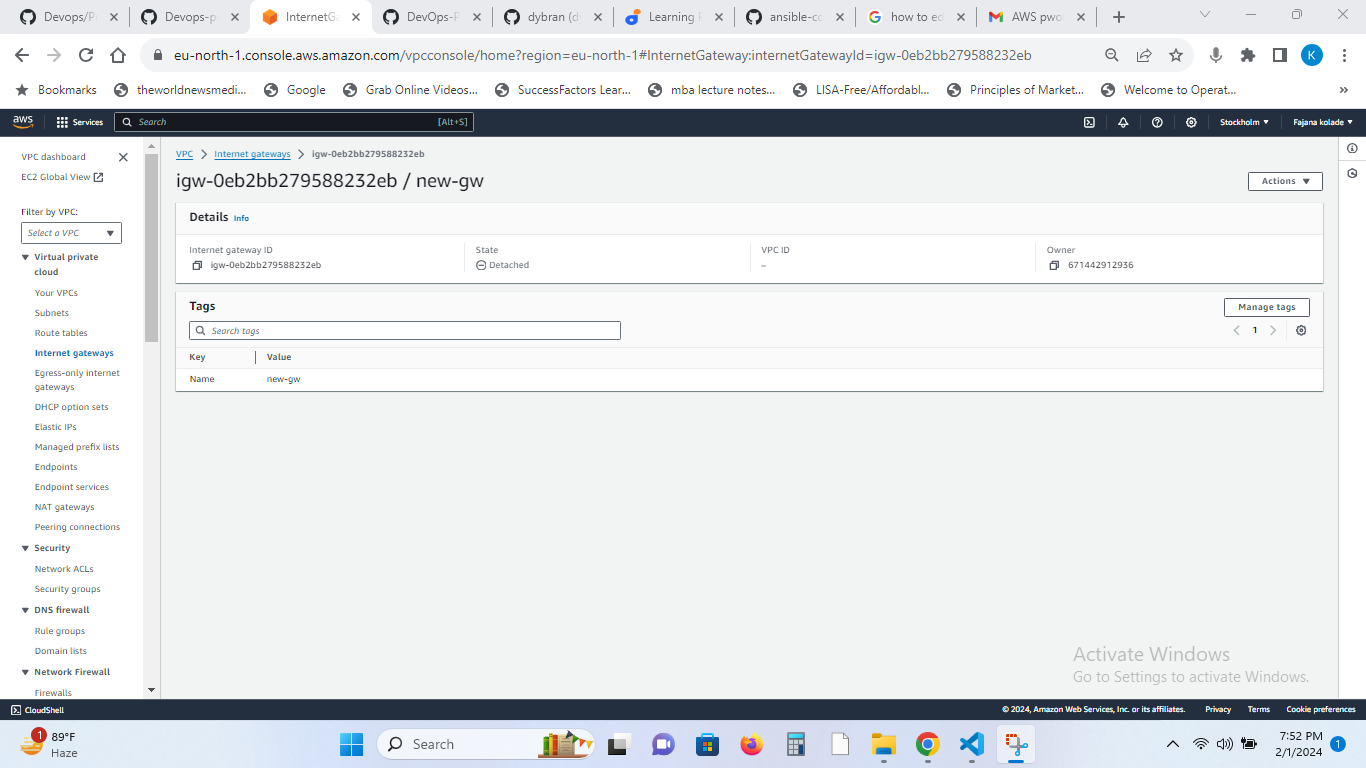 Devops/P
Devops-p
InternetGa
DevOps-P
dybran (d
Learning
ansible-co
how to ed
AWS pwo
eu-north-1.console.aws.amazon.com/vpcconsole/home?region=eu-north-1#InternetGateway:internetGatewayId=igw-0eb2bb279588232eb
K
Bookmarks
theworldnewsmedi...
Google
Grab Online Videos...
SuccessFactors Lear...
mba lecture notes...
LISA-Free/Affordabl...
Principles of Market...
Welcome to Operat...
»
aws
Services
Search
[Alt+S]
Stockholm
Fajana kolade
VPC dashboard
EC2 Global View
Filter by VPC:
Select a VPC
Virtual private
cloud
Your VPCs
Subnets
Route tables
Internet gateways
Egress-only internet
gateways
DHCP option sets
Elastic IPs
Managed prefix lists
Endpoints
Endpoint services
NAT gateways
Peering connections
Security
Network ACLs
Security groups
DNS firewall
Rule groups
Domain lists
Network Firewall
Firewalls
VPC > Internet gateways > igw-0eb2bb279588232eb
igw-0eb2bb279588232eb / new-gw
Actions
Details Info
Internet gateway ID
igw-0eb2bb279588232eb
State
Detached
VPC ID
–
Owner
671442912936
Tags
Manage tags
Search tags
1
Key Value
Name new-gw
Activate Windows
Go to Settings to activate Windows.
CloudShell
© 2024, Amazon Web Services, Inc. or its affiliates.
Privacy
Terms
Cookie preferences
1
89°F
Haze
Search
7:52 PM
2/1/2024
1